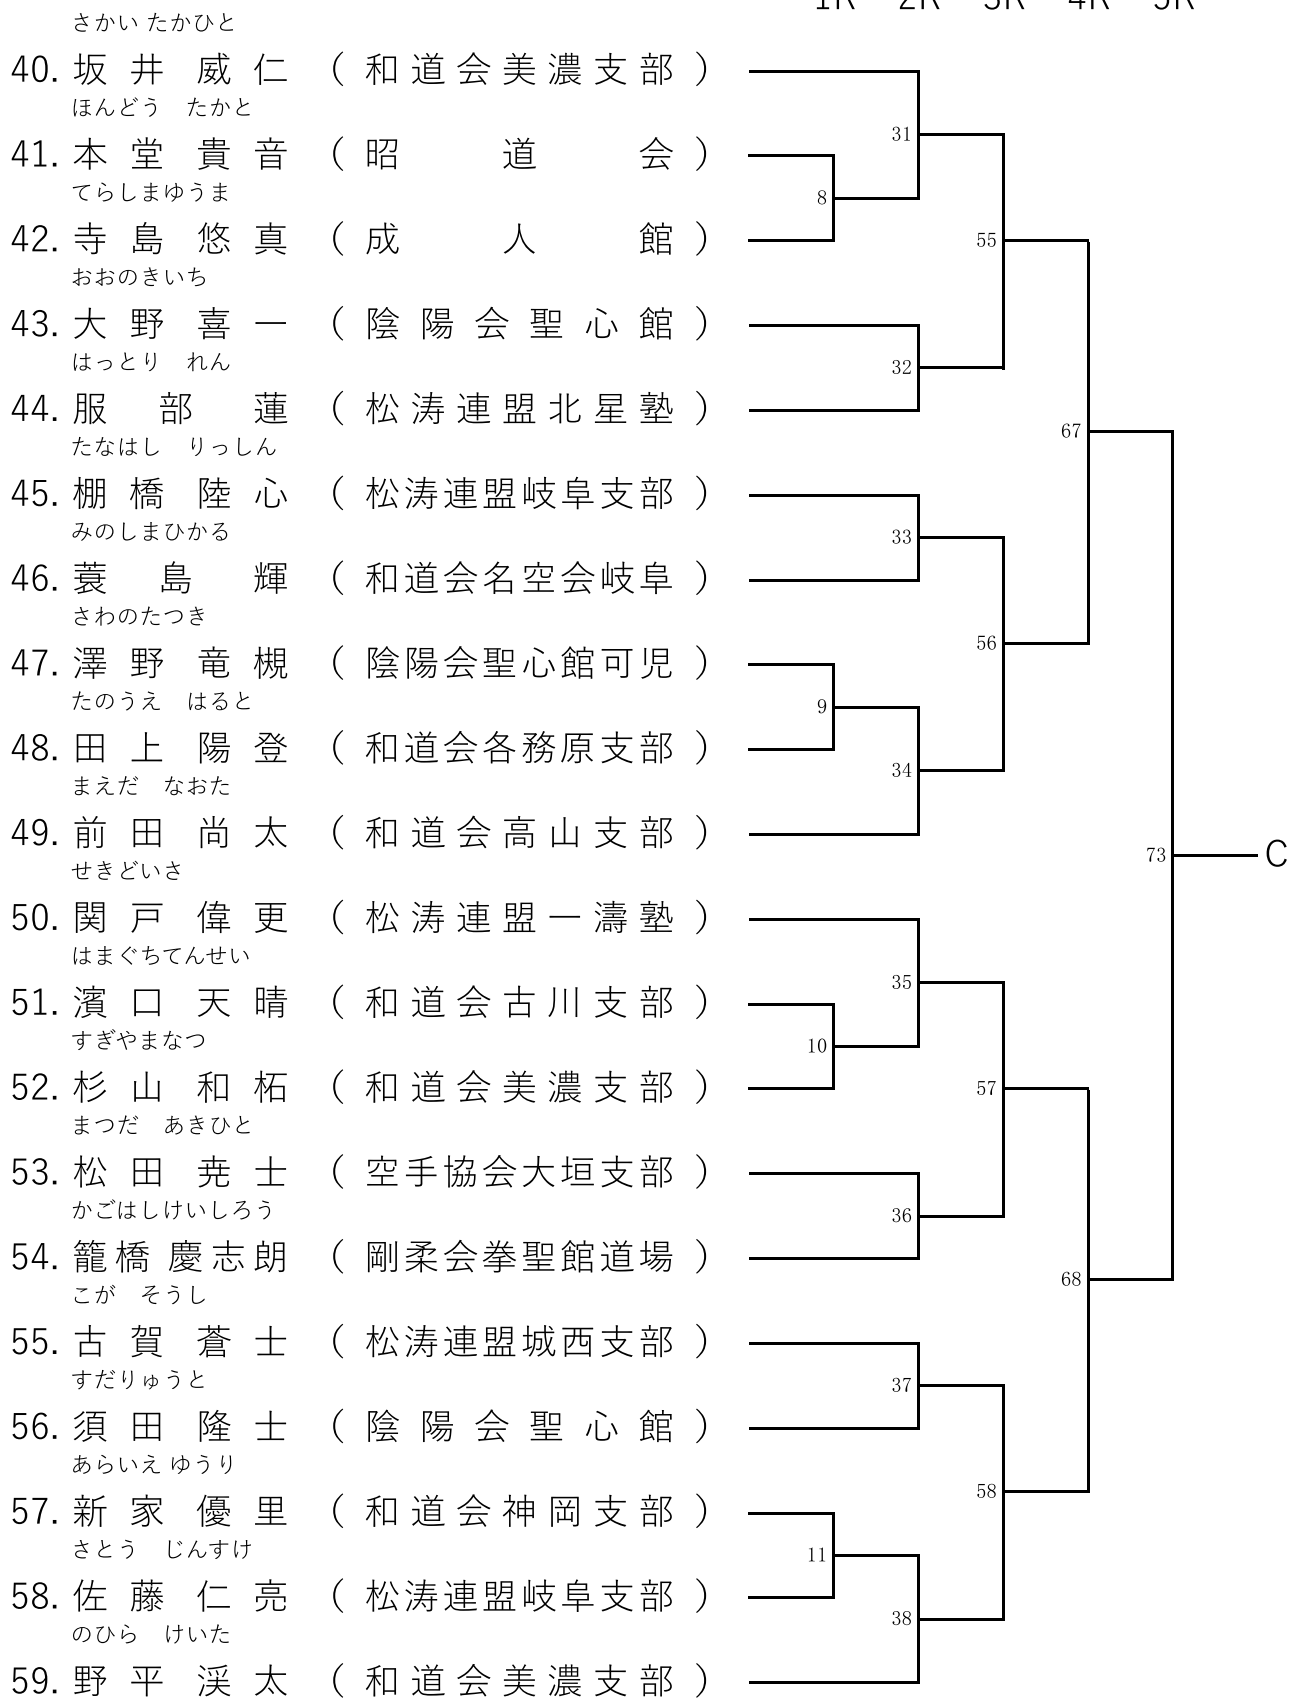 1R 2R 3R 4R 5R
さかい たかひと
40. 坂井 威仁 (和道会美濃支部)
31
ほんどう たかと
41. 本堂 貴音 (昭道会)
8
てらしまゆうま
42. 寺島 悠真 (成人館)
55
おおのきいち
43. 大野 喜一 (陰陽会聖心館)
32
はっとり れん
44. 服部 蓮 (松涛連盟北星塾)
67
たなはし りっしん
45. 棚橋 陸心 (松涛連盟岐阜支部)
33
みのしまひかる
46. 蓑島 輝 (和道会名空会岐阜)
さわのたつき
56
47. 澤野 竜槻 (陰陽会聖心館可児)
たのうえ はると
9
48. 田上 陽登 (和道会各務原支部)
34
まえだ なおた
49. 前田 尚太 (和道会高山支部)
73 C
せきどいさ
50. 関戸 偉更 (松涛連盟一濤塾)
はまぐちてんせい
35
51. 濱口 天晴 (和道会古川支部)
すぎやまなつ
10
52. 杉山 和柘 (和道会美濃支部)
57
まつだ あきひと
53. 松田 尭士 (空手協会大垣支部)
かごはしけいしろう
36
54. 籠橋 慶志朗 (剛柔会拳聖館道場)
68
こが そうし
55. 古賀 蒼士 (松涛連盟城西支部)
すだりゅうと
37
56. 須田 隆士 (陰陽会聖心館)
あらいえ ゆうり
58
57. 新家 優里 (和道会神岡支部)
さとう じんすけ
11
58. 佐藤 仁亮 (松涛連盟岐阜支部)
38
のひら けいた
59. 野平 渓太 (和道会美濃支部)